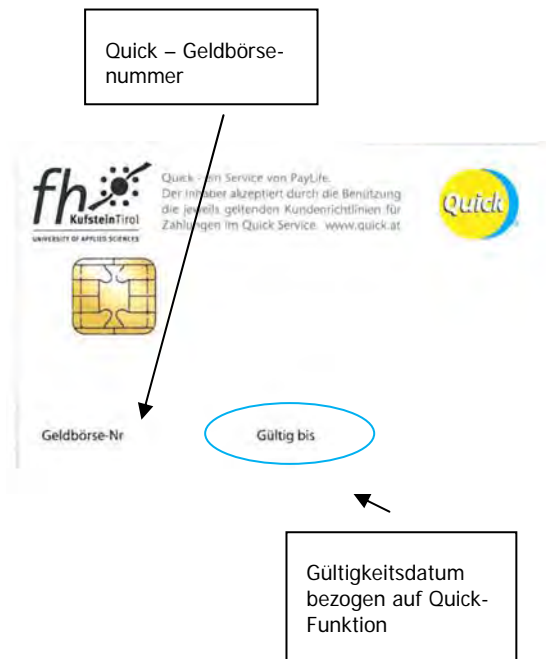 Quick – Geldbörse-
nummer
fh
KufsteinTirol
UNIVERSITY OF APPLIED SCIENCES
Quick - ein Service von PayLife.
Der Inhaber akzeptiert durch die Benützung
die jeweils geltenden Kundenrichtlinien für
Zahlungen im Quick Service. www.quick.at
Quick
Geldbörse-Nr
Gültig bis
Gültigkeitsdatum
bezogen auf Quick-
Funktion